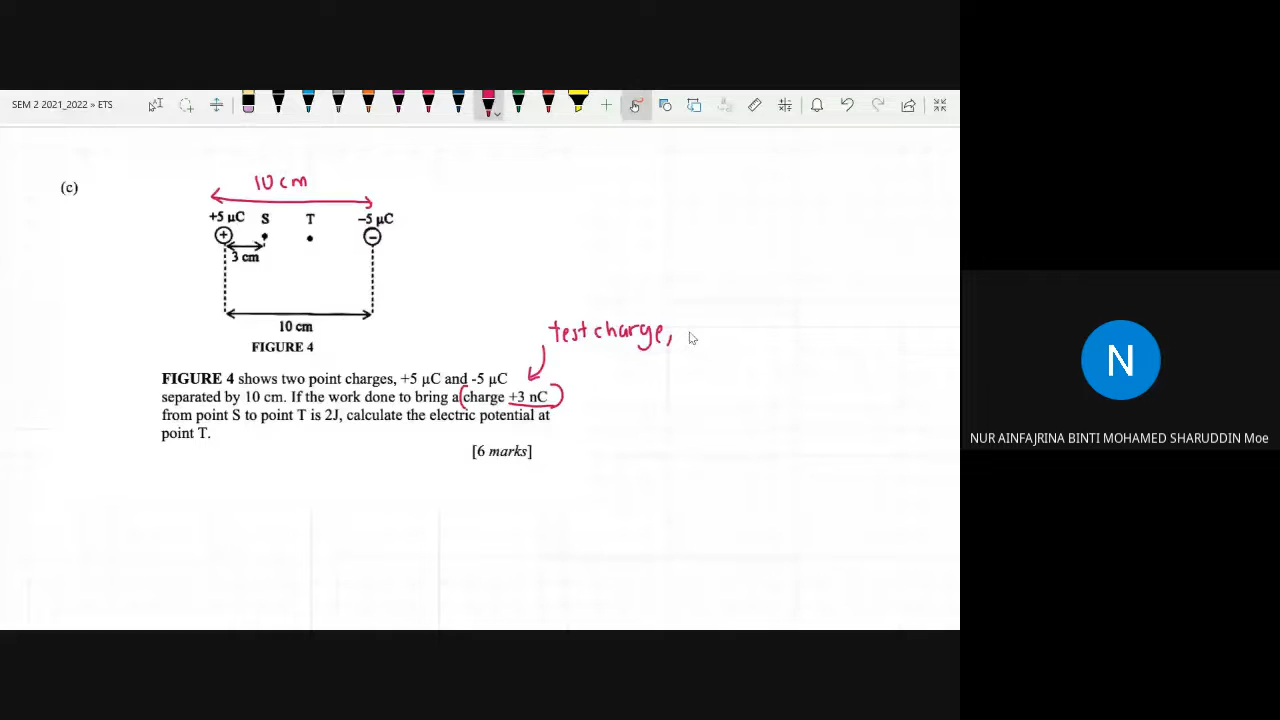 SEM 2 2021_2022 » ETS
(c)
10 cm
+5 µC S T –5 µC
3 cm
10 cm
FIGURE 4
test charge,
FIGURE 4 shows two point charges, +5 µC and -5 µC
separated by 10 cm. If the work done to bring a charge +3 nC
from point S to point T is 2J, calculate the electric potential at
point T.
[6 marks]
N
NUR AINFAJRINA BINTI MOHAMED SHARUDDIN Moe